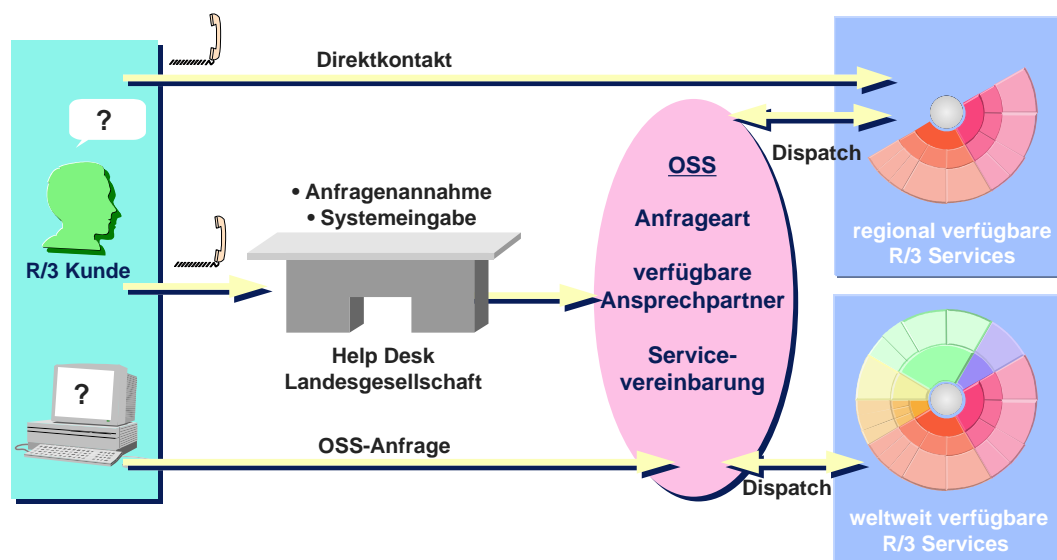 Direktkontakt
?
R/3 Kunde
• Anfragenannahme
• Systemeingabe
Help Desk
Landesgesellschaft
?
OSS-Anfrage
OSS
Anfrageart
verfügbare
Ansprechpartner
Service-
vereinbarung
Dispatch
regional verfügbare
R/3 Services
Dispatch
weltweit verfügbare
R/3 Services